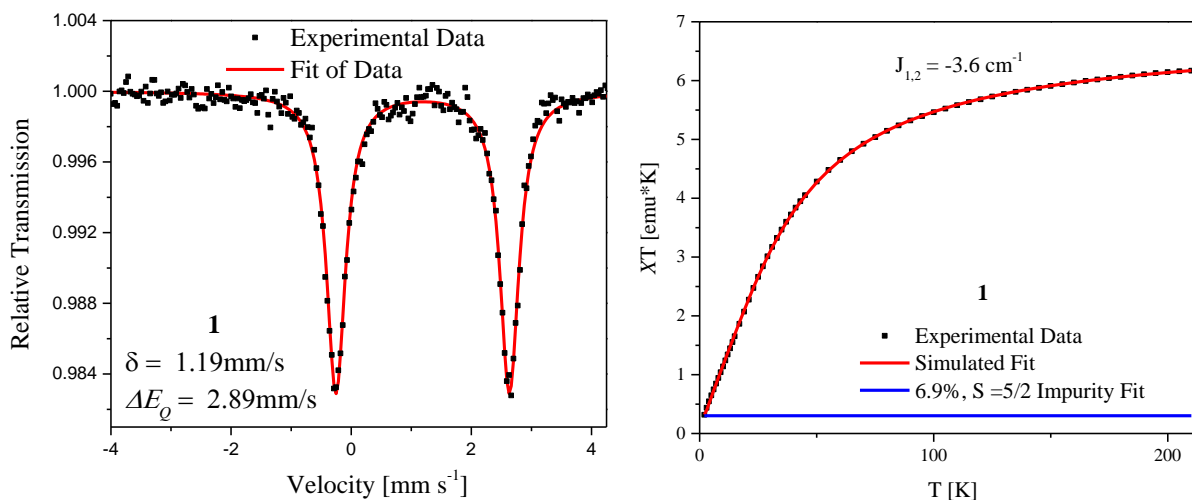 1.004
1.000
0.996
0.992
0.988
0.984
Relative Transmission
Experimental Data
Fit of Data
1
δ = 1.19mm/s
ΔE_Q = 2.89mm/s
-4
-2
0
2
4
Velocity [mm s⁻¹]
7
6
5
4
3
2
1
0
XT [emu*K]
J₁,₂ = -3.6 cm⁻¹
1
Experimental Data
Simulated Fit
6.9%, S =5/2 Impurity Fit
0
100
200
T [K]